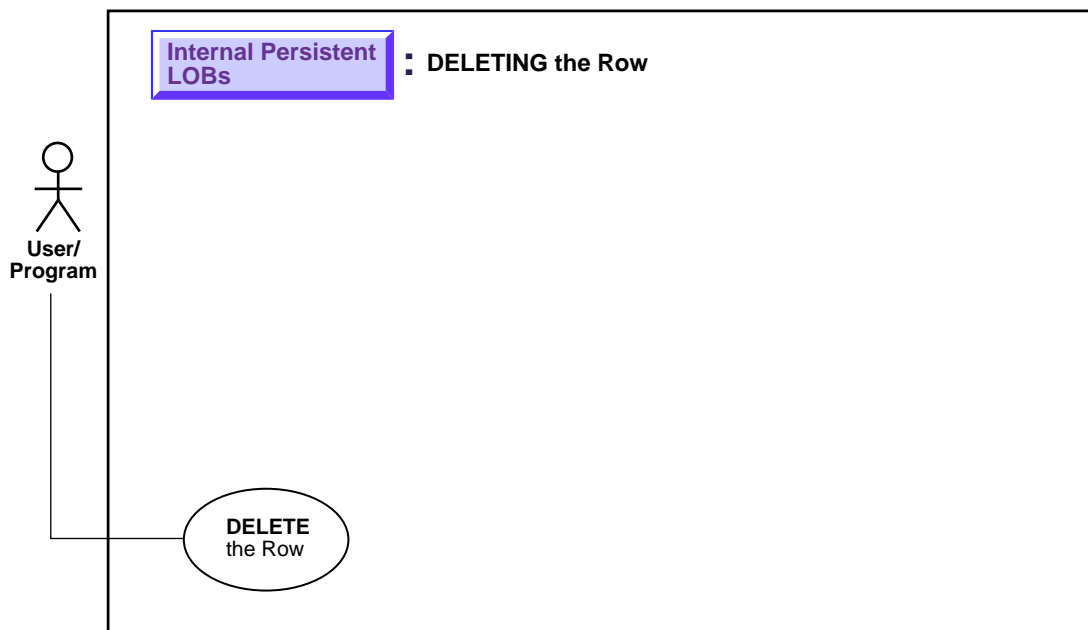 Internal Persistent
LOBs
: DELETING the Row
User/
Program
DELETE
the Row